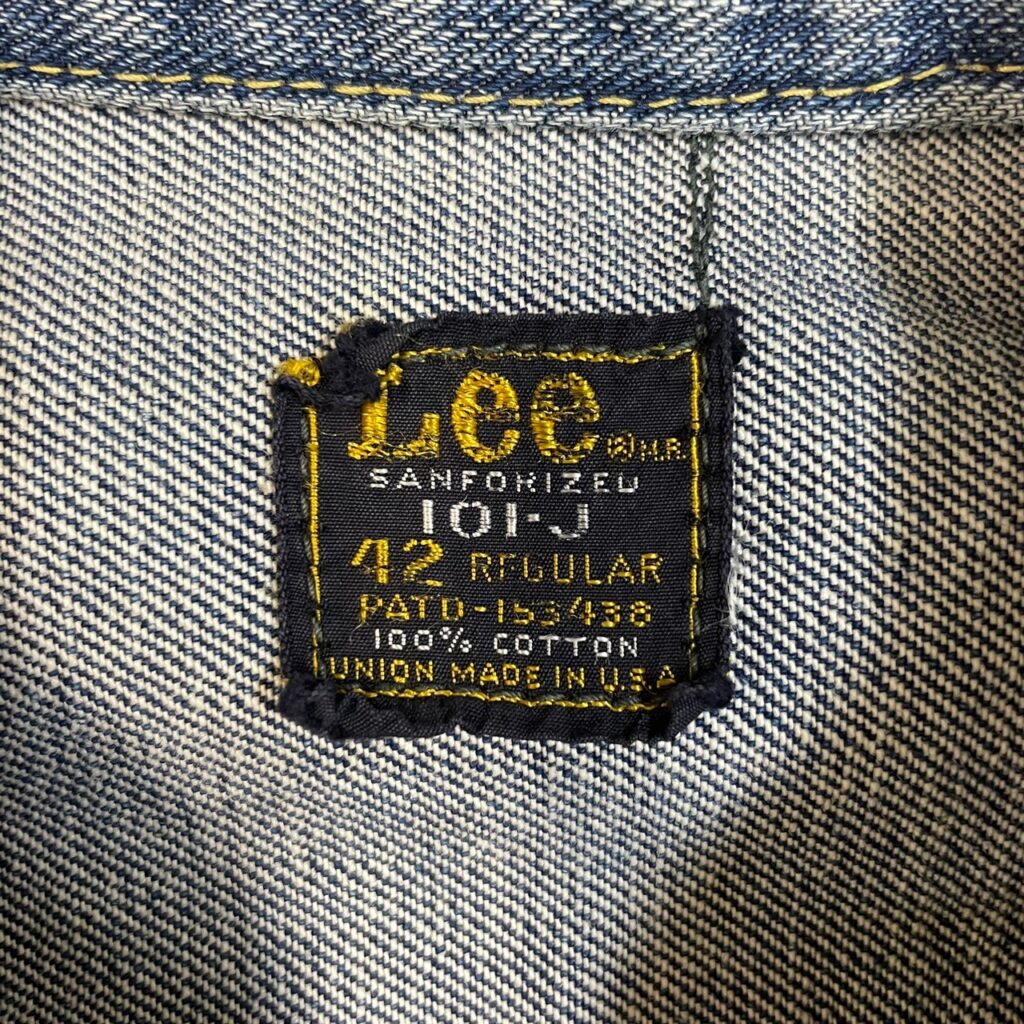 Lee ® M.R.
SANFORIZED
101-J
42 REGULAR
PATD-153438
100% COTTON
UNION MADE IN U.S.A